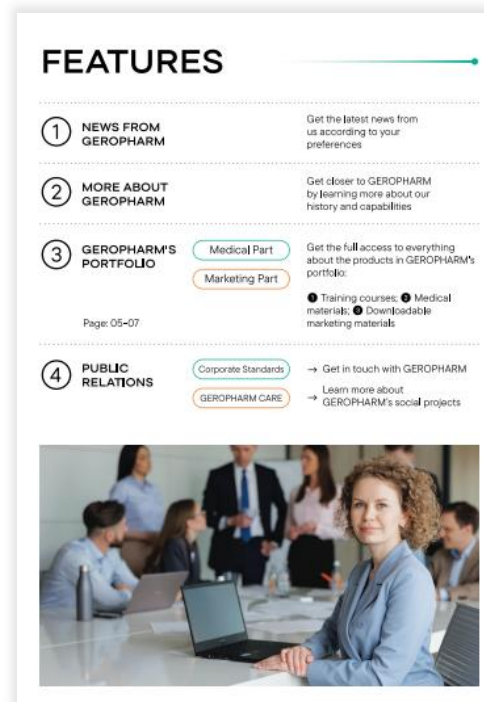 FEATURES
1
NEWS FROM
GEROPHARM
Get the latest news from
us according to your
preferences
2
MORE ABOUT
GEROPHARM
Get closer to GEROPHARM
by learning more about our
history and capabilities
3
GEROPHARM'S
PORTFOLIO
Page: 05-07
Medical Part
Marketing Part
Get the full access to everything
about the products in GEROPHARM's
portfolio:
1 Training courses; 2 Medical
materials; 3 Downloadable
marketing materials
4
PUBLIC
RELATIONS
Corporate Standards
→ Get in touch with GEROPHARM
GEROPHARM CARE
→ Learn more about
GEROPHARM's social projects